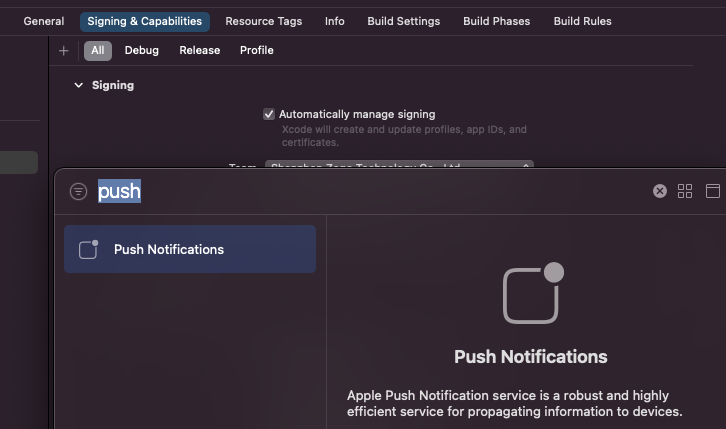 General Signing & Capabilities Resource Tags Info Build Settings Build Phases Build Rules
+ All Debug Release Profile
Signing
Automatically manage signing
Xcode will create and update profiles, app IDs, and
certificates.
Team
push
Push Notifications
Push Notifications
Apple Push Notification service is a robust and highly
efficient service for propagating information to devices.